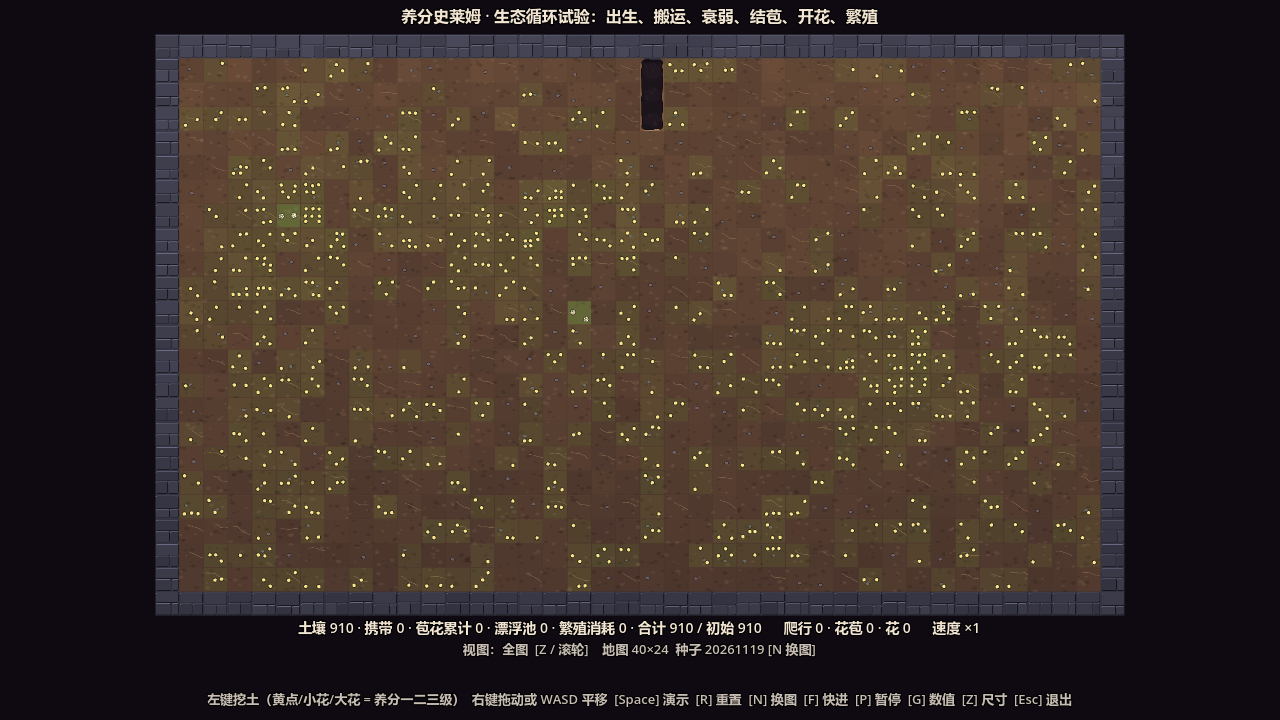 养分史莱姆 · 生态循环试验：出生、搬运、衰弱、结苞、开花、繁殖
土壤 910 · 携带 0 · 苞花累计 0 · 漂浮池 0 · 繁殖消耗 0 · 合计 910 / 初始 910 爬行 0 · 花苞 0 · 花 0 速度 ×1
视图：全图 [Z / 滚轮] 地图 40×24 种子 20261119 [N 换图]
左键挖土（黄点/小花/大花 = 养分一二三级） 右键拖动或 WASD 平移 [Space] 演示 [R] 重置 [N] 换图 [F] 快进 [P] 暂停 [G] 数值 [Z] 尺寸 [Esc] 退出